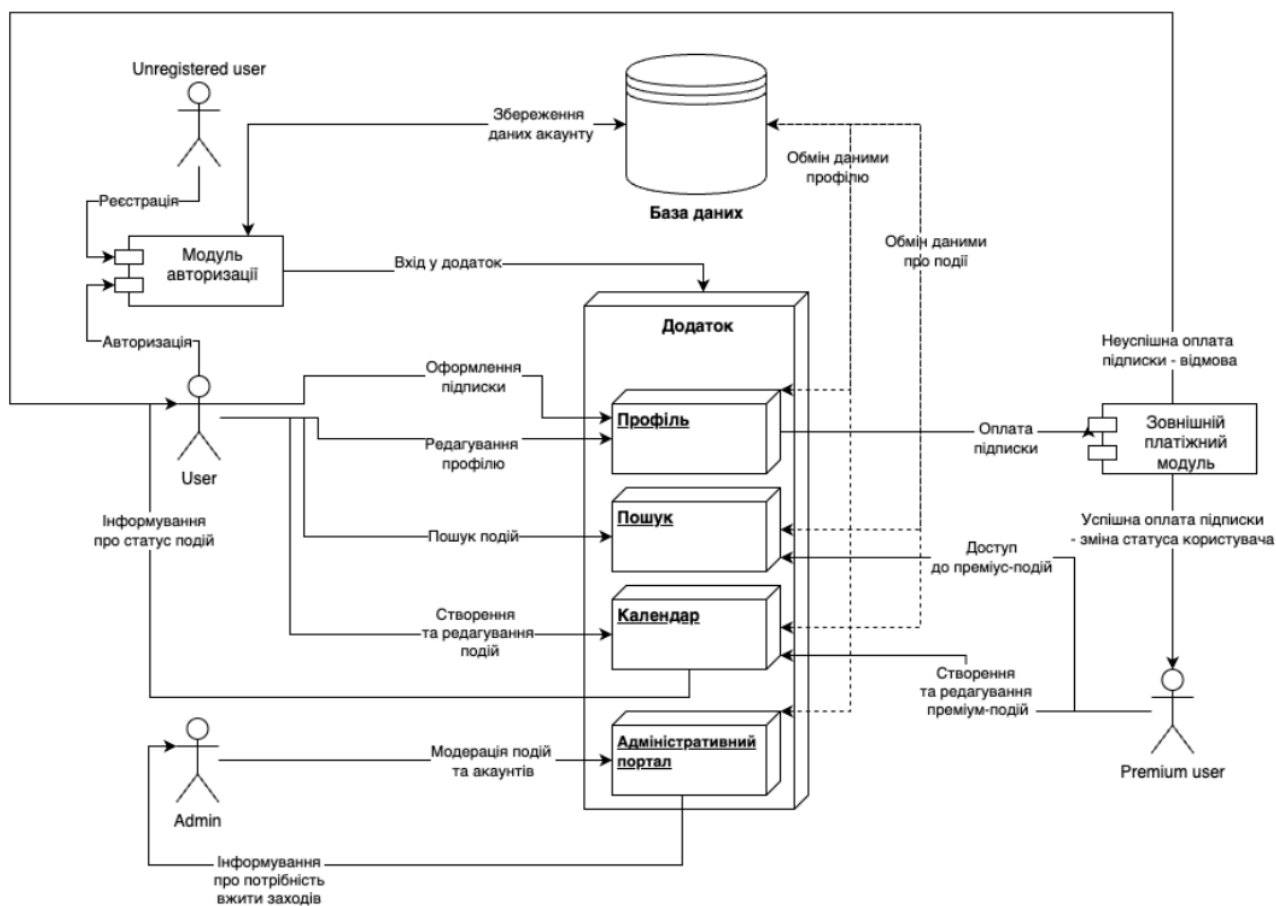 Unregistered user
Збереження
даних акаунту
Обмін даними
профілю
База даних
Реєстрація
Модуль
авторизації
Вхід у додаток
Обмін даними
про події
Додаток
Авторизація
Неуспішна оплата
підписки - відмова
Оформлення
підписки
Профіль
Оплата
підписки
Зовнішній
платіжний
модуль
Редагування
профілю
User
Інформування
про статус подій
Пошук
Пошук подій
Успішна оплата підписки
- зміна статуса користувача
Доступ
до преміус-подій
Створення
та редагування
подій
Календар
Створення
та редагування
преміум-подій
Premium user
Модерація подій
та акаунтів
Адміністративний
портал
Admin
Інформування
про потрібність
вжити заходів